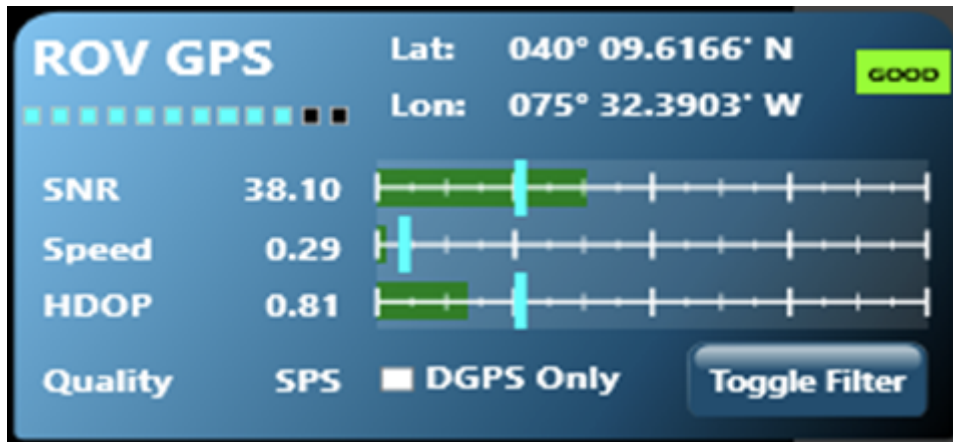 ROV GPS
Lat: 040° 09.6166' N
GOOD
Lon: 075° 32.3903' W
SNR 38.10
Speed 0.29
HDOP 0.81
Quality SPS DGPS Only Toggle Filter